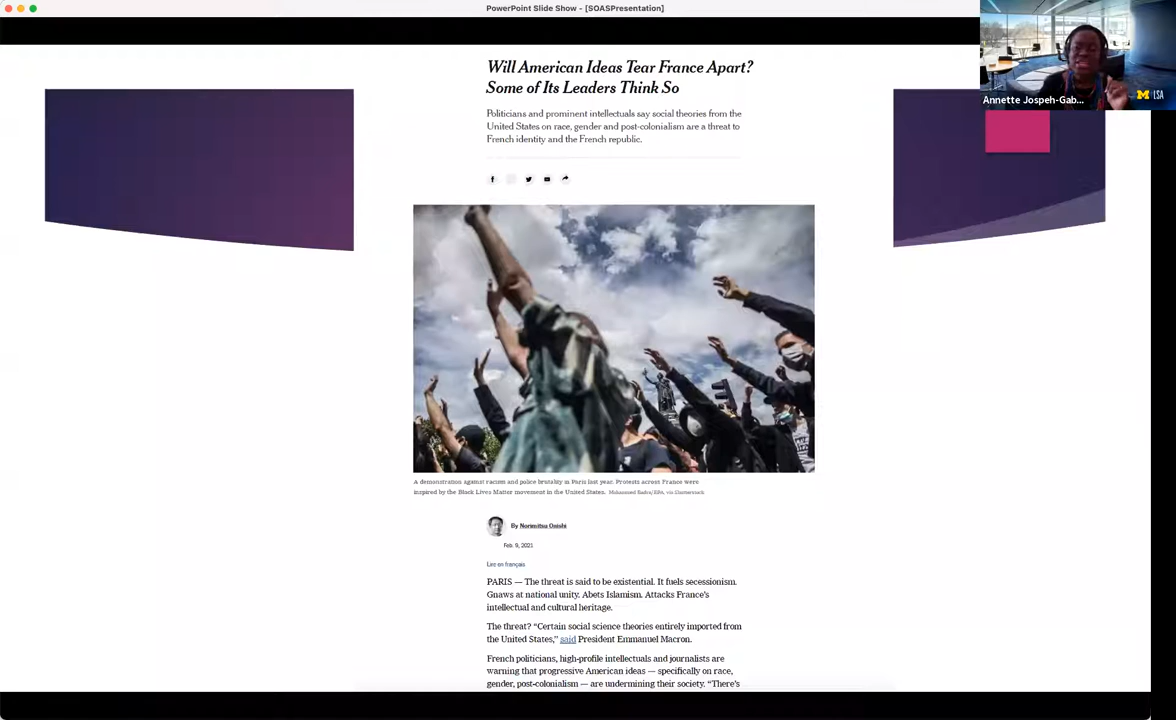 PowerPoint Slide Show - [SOASPresentation]
Annette Jospeh-Gab...
M LSA
Will American Ideas Tear France Apart?
Some of Its Leaders Think So
Politicians and prominent intellectuals say social theories from the
United States on race, gender and post-colonialism are a threat to
French identity and the French republic.
A demonstration against racism and police brutality in Paris last year. Protests across France were
inspired by the Black Lives Matter movement in the United States. Mohammed Badra/EPA, via Shutterstock
By Norimitsu Onishi
Feb. 9, 2021
Lire en français
PARIS — The threat is said to be existential. It fuels secessionism.
Gnaws at national unity. Abets Islamism. Attacks France's
intellectual and cultural heritage.
The threat? “Certain social science theories entirely imported from
the United States,” said President Emmanuel Macron.
French politicians, high-profile intellectuals and journalists are
warning that progressive American ideas — specifically on race,
gender, post-colonialism — are undermining their society. “There's